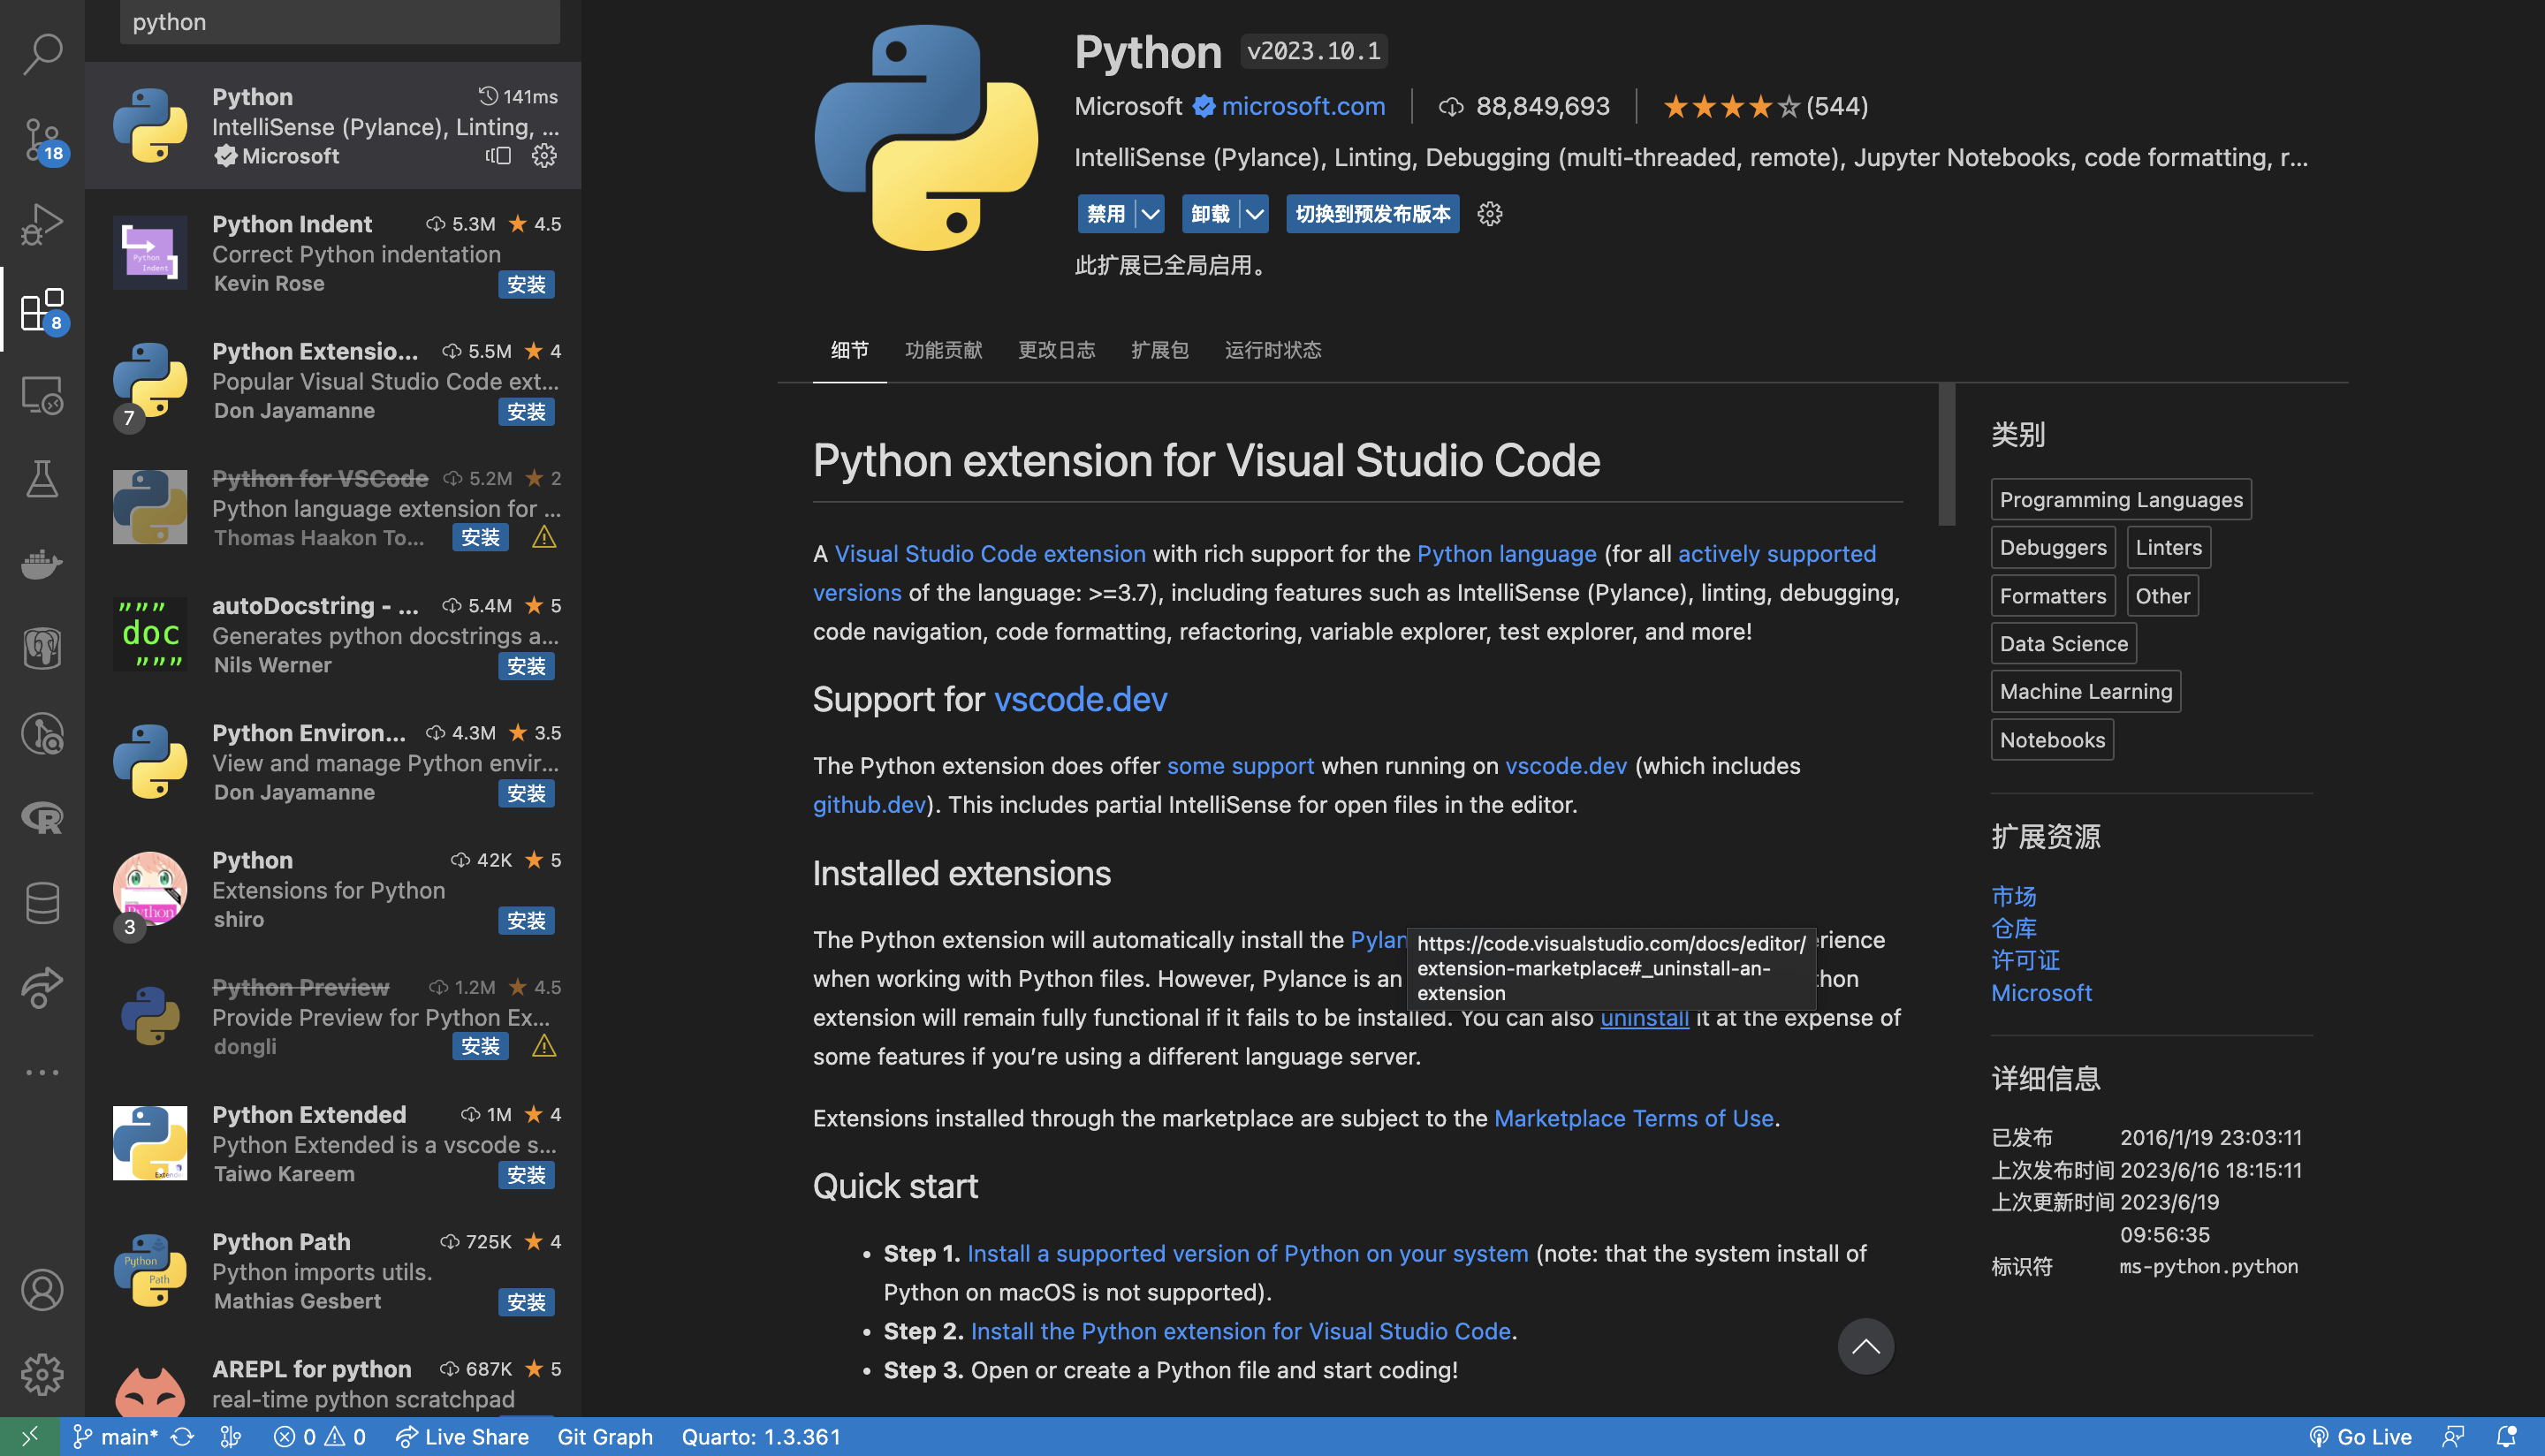 python
18
8
Python 141ms
IntelliSense (Pylance), Linting, ...
Microsoft
Python Indent 5.3M 4.5
Correct Python indentation
Kevin Rose 安装
Python Extensio... 5.5M 4
Popular Visual Studio Code ext...
Don Jayamanne 安装
7
Python for VSCode 5.2M 2
Python language extension for ...
Thomas Haakon To... 安装
autoDocstring - ... 5.4M 5
Generates python docstrings a...
Nils Werner 安装
""" doc """
Python Environ... 4.3M 3.5
View and manage Python envir...
Don Jayamanne 安装
Python 42K 5
Extensions for Python
shiro 安装
3
Python Preview 1.2M 4.5
Provide Preview for Python Ex...
dongli 安装
Python Extended 1M 4
Python Extended is a vscode s...
Taiwo Kareem 安装
Python Path 725K 4
Python imports utils.
Mathias Gesbert 安装
Python
Path
AREPL for python 687K 5
real-time python scratchpad
Python v2023.10.1
Microsoft microsoft.com 88,849,693 (544)
IntelliSense (Pylance), Linting, Debugging (multi-threaded, remote), Jupyter Notebooks, code formatting, r...
禁用 卸载 切换到预发布版本
此扩展已全局启用。
细节 功能贡献 更改日志 扩展包 运行时状态
Python extension for Visual Studio Code
A Visual Studio Code extension with rich support for the Python language (for all actively supported
versions of the language: >=3.7), including features such as IntelliSense (Pylance), linting, debugging,
code navigation, code formatting, refactoring, variable explorer, test explorer, and more!
Support for vscode.dev
The Python extension does offer some support when running on vscode.dev (which includes
github.dev). This includes partial IntelliSense for open files in the editor.
Installed extensions
The Python extension will automatically install the Pylan rience
when working with Python files. However, Pylance is an thon
extension will remain fully functional if it fails to be installed. You can also uninstall it at the expense of
some features if you’re using a different language server.
https://code.visualstudio.com/docs/editor/
extension-marketplace#_uninstall-an-
extension
Extensions installed through the marketplace are subject to the Marketplace Terms of Use.
Quick start
• Step 1. Install a supported version of Python on your system (note: that the system install of
Python on macOS is not supported).
• Step 2. Install the Python extension for Visual Studio Code.
• Step 3. Open or create a Python file and start coding!
类别
Programming Languages
Debuggers Linters
Formatters Other
Data Science
Machine Learning
Notebooks
扩展资源
市场
仓库
许可证
Microsoft
详细信息
已发布 2016/1/19 23:03:11
上次发布时间 2023/6/16 18:15:11
上次更新时间 2023/6/19
09:56:35
标识符 ms-python.python
main* 0 0 Live Share Git Graph Quarto: 1.3.361 Go Live